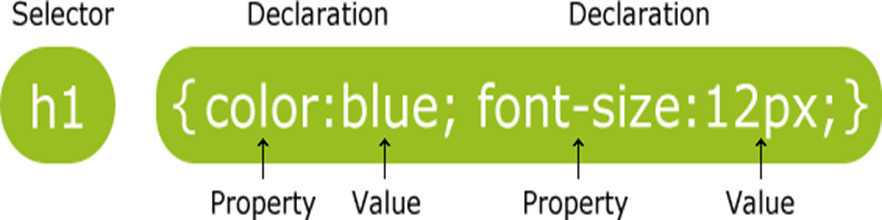 Selector Declaration Declaration
h1 {color:blue; font-size:12px;}
Property Value Property Value